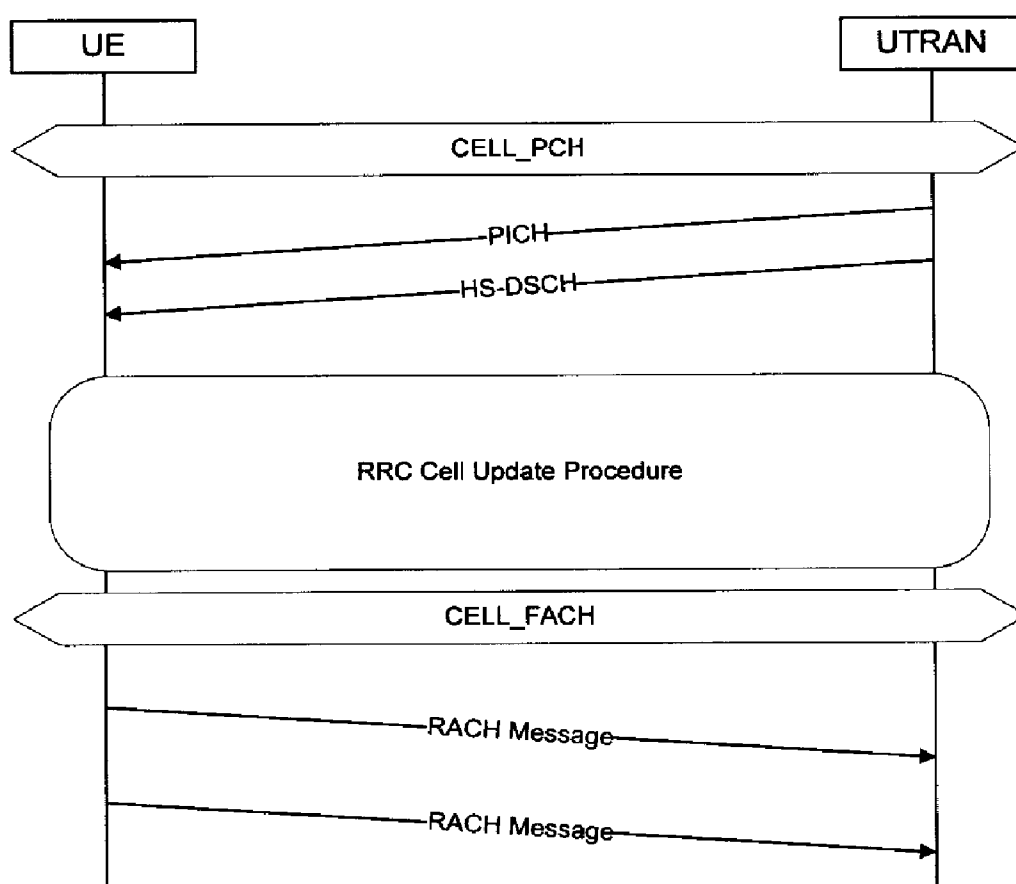 UE
UTRAN
CELL_PCH
PICH
HS-DSCH
RRC Cell Update Procedure
CELL_FACH
RACH Message
RACH Message